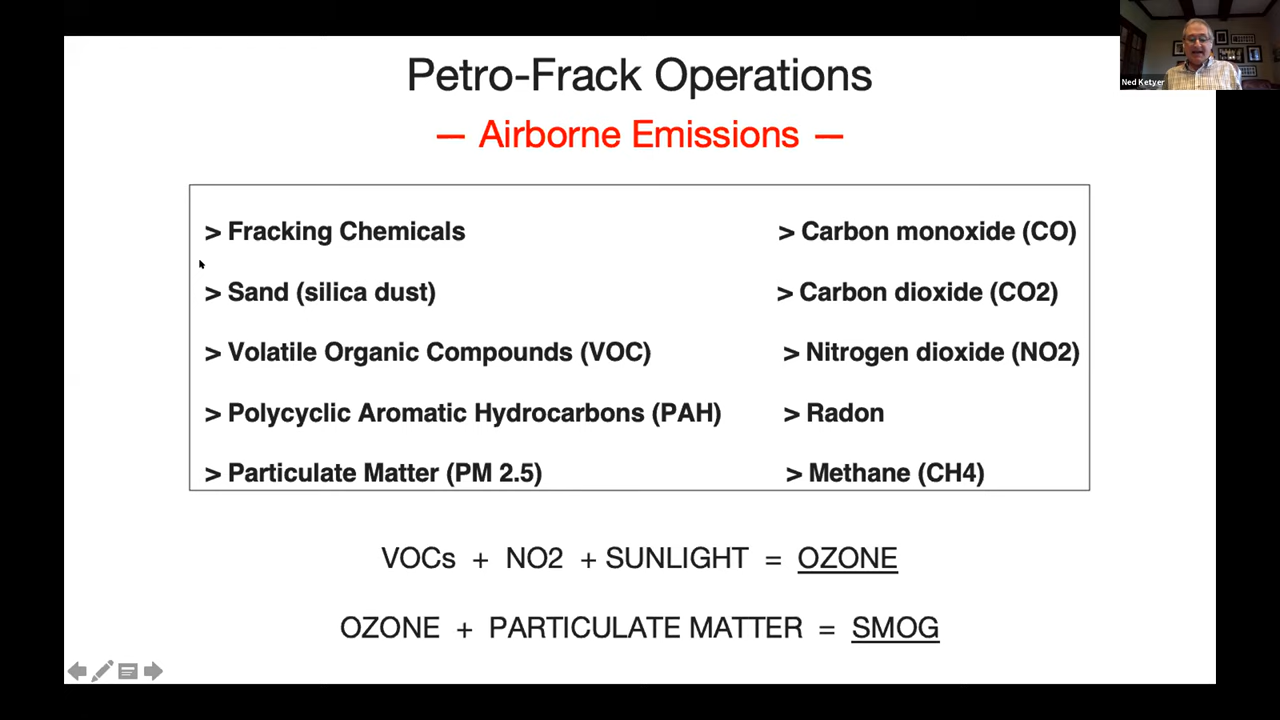 Petro-Frack Operations
— Airborne Emissions —
Ned Ketyer
> Fracking Chemicals
> Sand (silica dust)
> Volatile Organic Compounds (VOC)
> Polycyclic Aromatic Hydrocarbons (PAH)
> Particulate Matter (PM 2.5)
> Carbon monoxide (CO)
> Carbon dioxide (CO2)
> Nitrogen dioxide (NO2)
> Radon
> Methane (CH4)
VOCs + NO2 + SUNLIGHT = OZONE
OZONE + PARTICULATE MATTER = SMOG